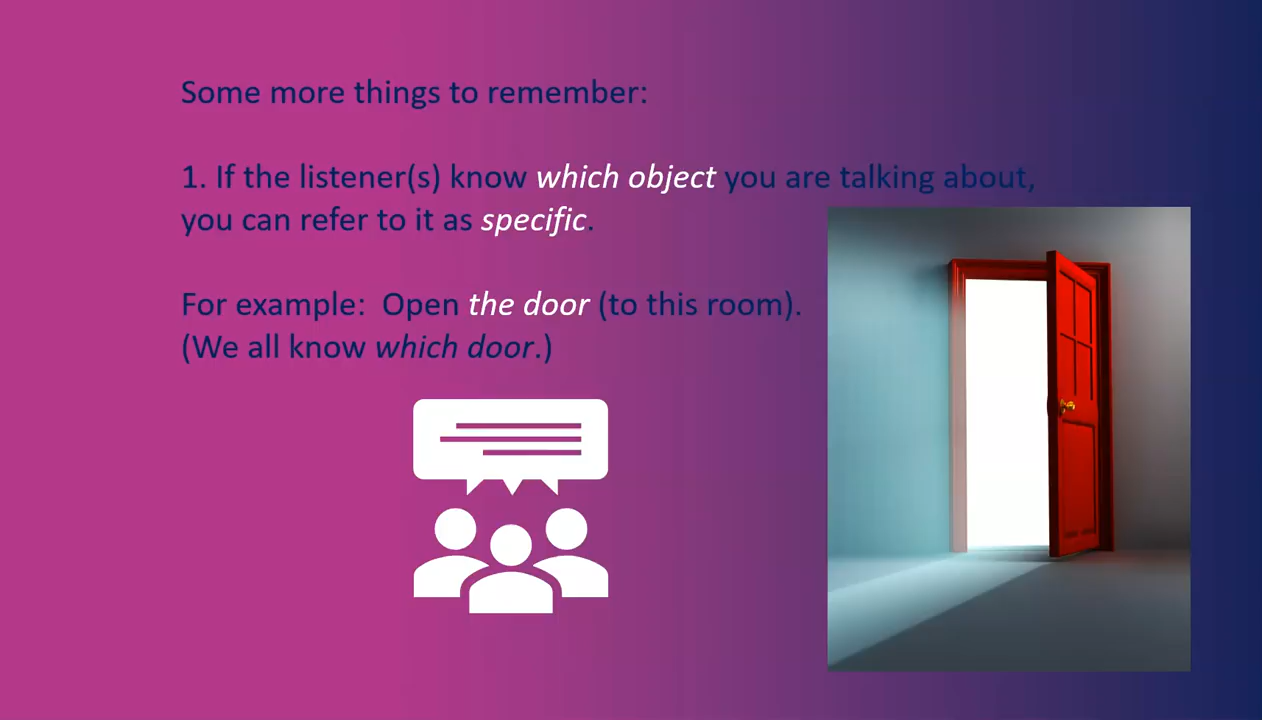 Some more things to remember:
1. If the listener(s) know which object you are talking about,
you can refer to it as specific.
For example:  Open the door (to this room).
(We all know which door.)